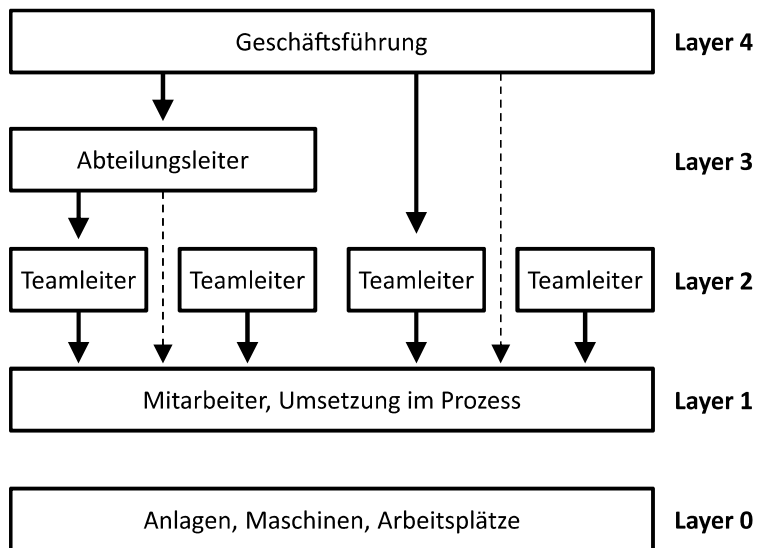 Geschäftsführung Layer 4
Abteilungsleiter Layer 3
Teamleiter Teamleiter Teamleiter Teamleiter Layer 2
Mitarbeiter, Umsetzung im Prozess Layer 1
Anlagen, Maschinen, Arbeitsplätze Layer 0